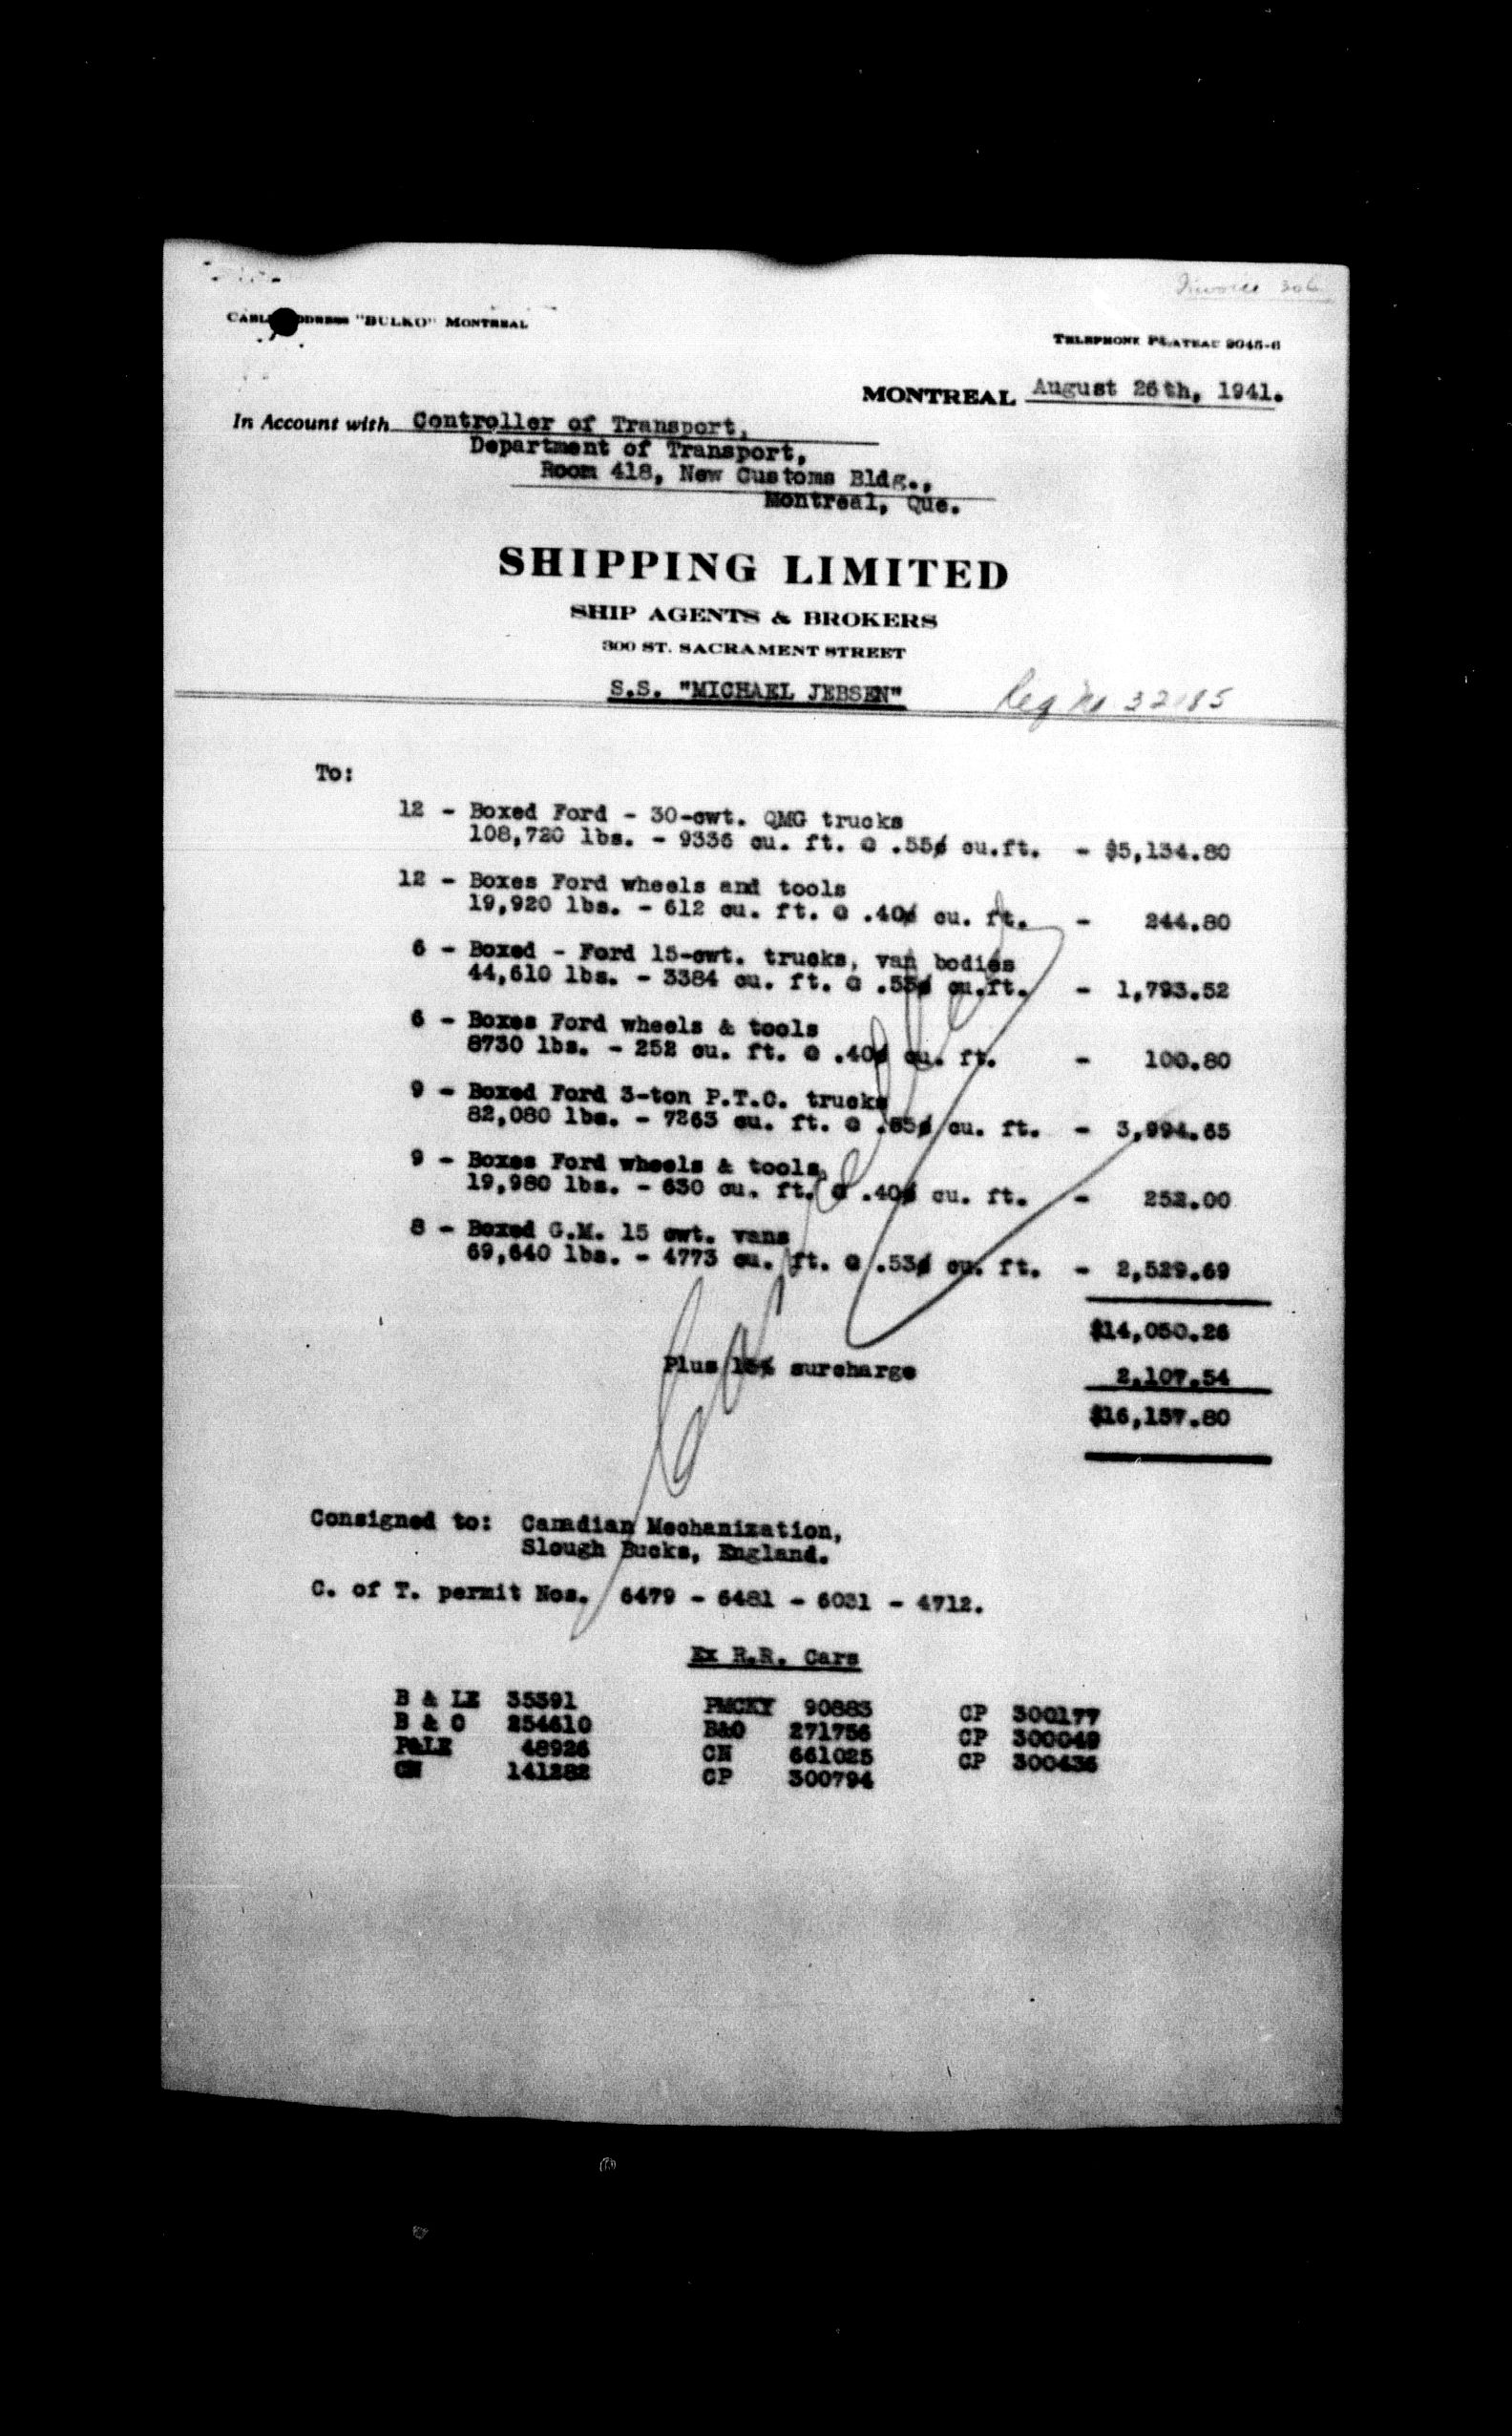 Invoice 306
CABLE ADDRESS "BULKO" MONTREAL
TELEPHONE PLATEAU 9045-6
MONTREAL August 26th, 1941.
In Account with Controller of Transport,
Department of Transport,
Room 418, New Customs Bldg.,
Montreal, Que.
SHIPPING LIMITED
SHIP AGENTS & BROKERS
300 ST. SACRAMENT STREET
S.S. "MICHAEL JEBSEN" Req No
To:
12 - Boxed Ford - 30-cwt. QMG trucks
108,720 lbs. - 9336 cu. ft. @ .55¢ cu.ft. - $5,134.80
12 - Boxes Ford wheels and tools
19,920 lbs. - 612 cu. ft. @ .40¢ cu. ft. - 244.80
6 - Boxed - Ford 15-cwt. trucks, van bodies
44,610 lbs. - 3384 cu. ft. @ .53¢ cu.ft. - 1,793.52
6 - Boxes Ford wheels & tools
8730 lbs. - 252 cu. ft. @ .40¢ cu. ft. - 100.80
9 - Boxed Ford 3-ton P.T.C. trucks
82,080 lbs. - 7263 cu. ft. @ .55¢ cu. ft. - 3,994.65
9 - Boxes Ford wheels & tools,
19,980 lbs. - 630 cu. ft. @ .40¢ cu. ft. - 252.00
8 - Boxed G.M. 15 cwt. vans
69,640 lbs. - 4773 cu. ft. @ .53¢ cu. ft. - 2,529.69
$14,050.26
Plus 15% surcharge 2,107.54
$16,157.80
Consigned to: Canadian Mechanization,
Slough Bucks, England.
C. of T. permit Nos. 6479 - 6481 - 6031 - 4712.
Ex R.R. Cars
B & LE 35391 PMCKY 90883 CP 300177
B & O 254610 B&O 271756 CP 300049
P&LE 48926 CN 661025 CP 300436
CN 141282 CP 300794